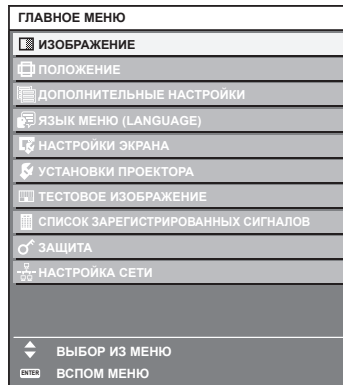 ГЛАВНОЕ МЕНЮ
ИЗОБРАЖЕНИЕ
ПОЛОЖЕНИЕ
ДОПОЛНИТЕЛЬНЫЕ НАСТРОЙКИ
ЯЗЫК МЕНЮ (LANGUAGE)
НАСТРОЙКИ ЭКРАНА
УСТАНОВКИ ПРОЕКТОРА
ТЕСТОВОЕ ИЗОБРАЖЕНИЕ
СПИСОК ЗАРЕГИСТРИРОВАННЫХ СИГНАЛОВ
ЗАЩИТА
НАСТРОЙКА СЕТИ
ВЫБОР ИЗ МЕНЮ
ENTER ВСПОМ МЕНЮ